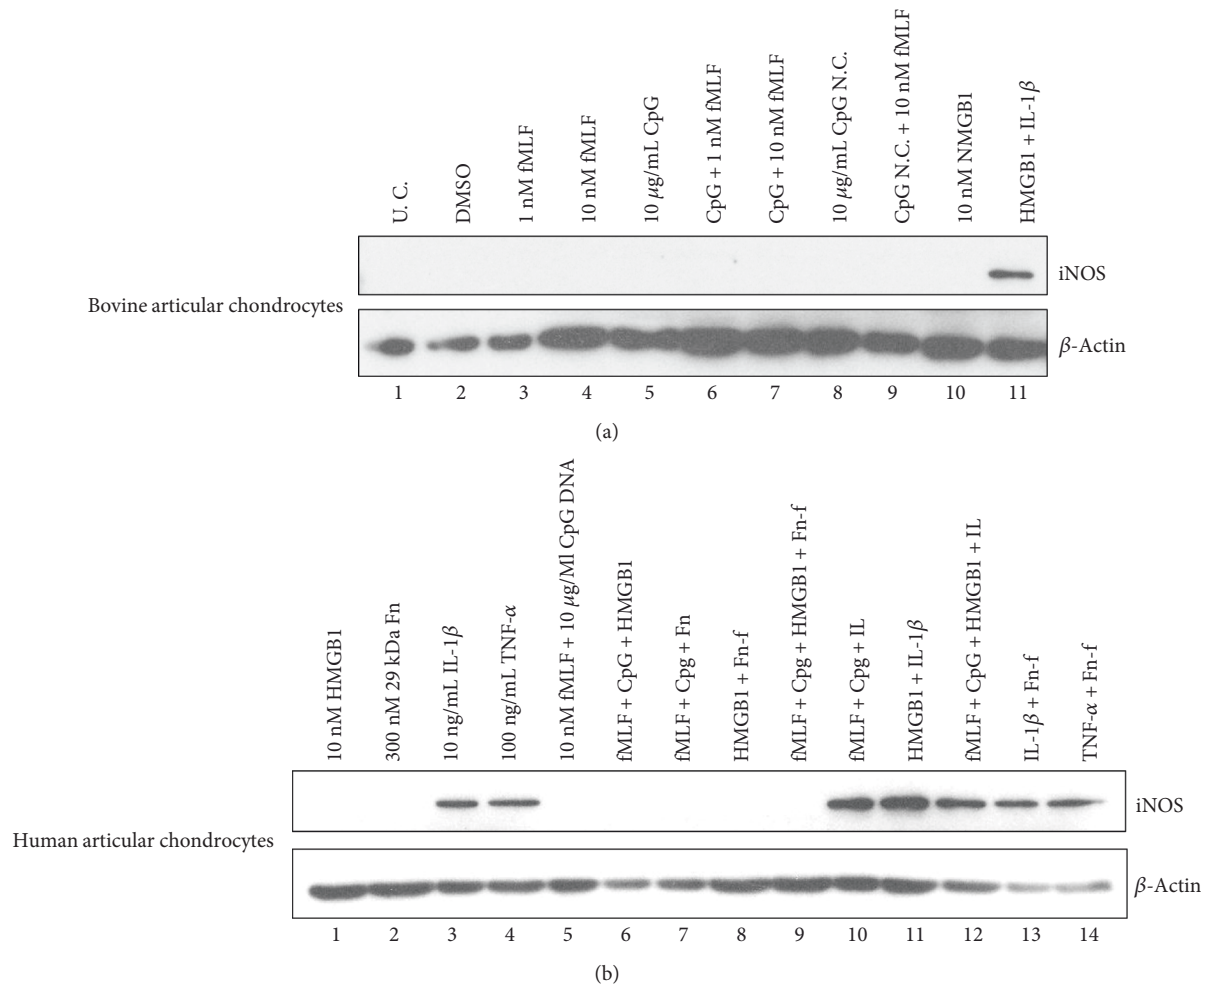 U. C.
DMSO
1 nM fMLF
10 nM fMLF
10 µg/mL CpG
CpG + 1 nM fMLF
CpG + 10 nM fMLF
10 µg/mL CpG N.C.
CpG N.C. + 10 nM fMLF
10 nM NMGB1
HMGB1 + IL-1β
iNOS
Bovine articular chondrocytes
β-Actin
1 2 3 4 5 6 7 8 9 10 11
(a)
10 nM HMGB1
300 nM 29 kDa Fn
10 ng/mL IL-1β
100 ng/mL TNF-α
10 nM fMLF + 10 µg/Ml CpG DNA
fMLF + CpG + HMGB1
fMLF + Cpg + Fn
HMGB1 + Fn-f
fMLF + Cpg + HMGB1 + Fn-f
fMLF + Cpg + IL
HMGB1 + IL-1β
fMLF + CpG + HMGB1 + IL
IL-1β + Fn-f
TNF-α + Fn-f
iNOS
Human articular chondrocytes
β-Actin
1 2 3 4 5 6 7 8 9 10 11 12 13 14
(b)